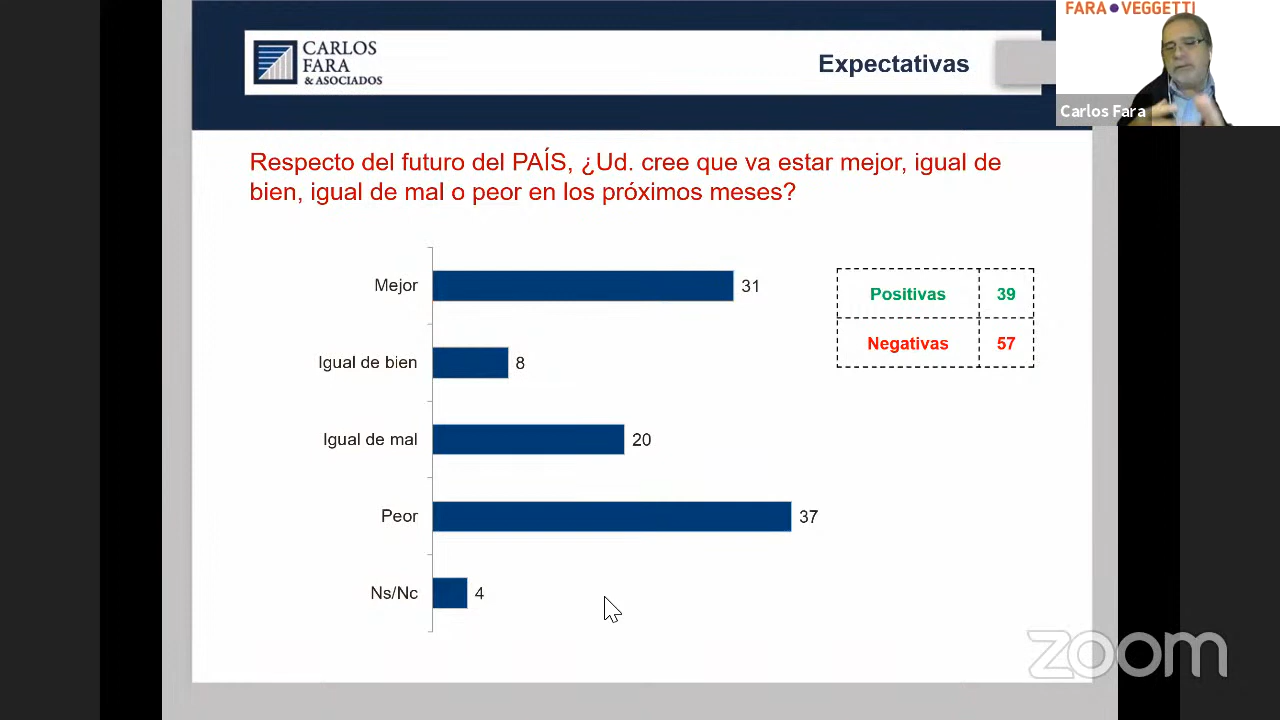 FARA VEGGETTI
CARLOS
FARA
& ASOCIADOS
Expectativas
Carlos Fara
Respecto del futuro del PAÍS, ¿Ud. cree que va estar mejor, igual de
bien, igual de mal o peor en los próximos meses?
Mejor 31
Igual de bien 8
Igual de mal 20
Peor 37
Ns/Nc 4
Positivas 39
Negativas 57
zoom